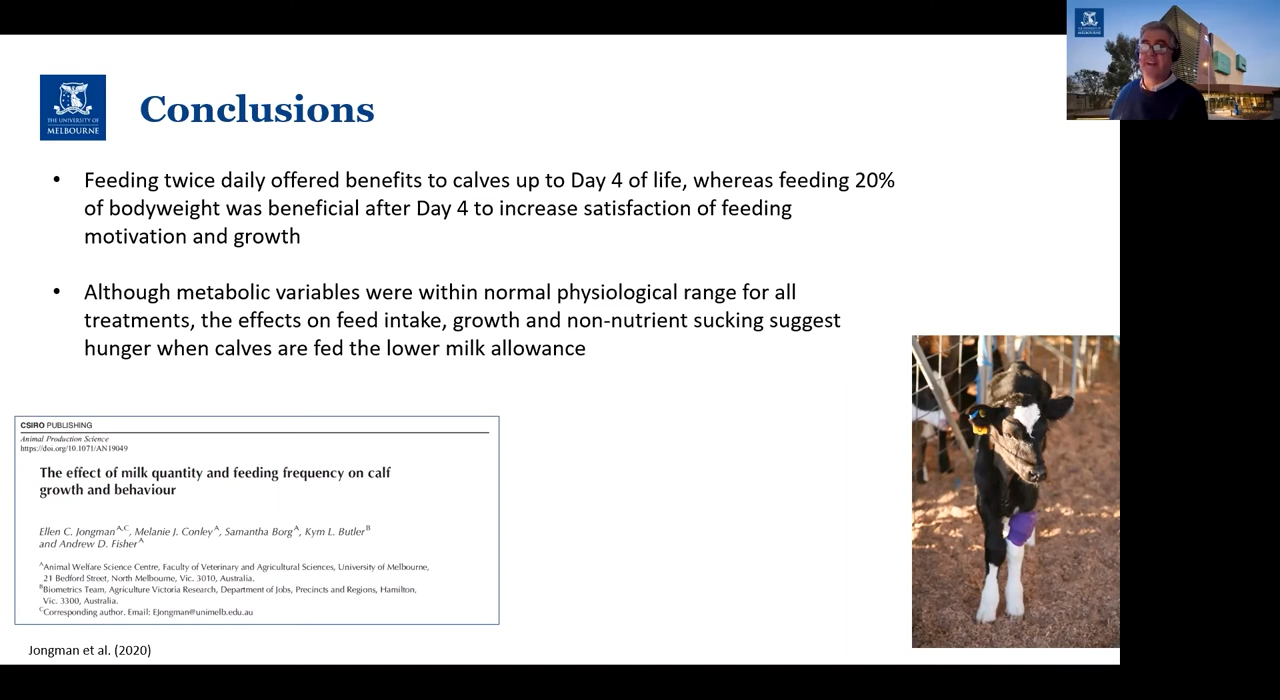 THE UNIVERSITY OF
MELBOURNE
Conclusions
• Feeding twice daily offered benefits to calves up to Day 4 of life, whereas feeding 20%
of bodyweight was beneficial after Day 4 to increase satisfaction of feeding
motivation and growth
• Although metabolic variables were within normal physiological range for all
treatments, the effects on feed intake, growth and non-nutrient sucking suggest
hunger when calves are fed the lower milk allowance
CSIRO PUBLISHING
Animal Production Science
https://doi.org/10.1071/AN19049
The effect of milk quantity and feeding frequency on calf
growth and behaviour
Ellen C. Jongman A,C, Melanie J. Conley A, Samantha Borg A, Kym L. Butler B
and Andrew D. Fisher A
A Animal Welfare Science Centre, Faculty of Veterinary and Agricultural Sciences, University of Melbourne,
21 Bedford Street, North Melbourne, Vic. 3010, Australia.
B Biometrics Team, Agriculture Victoria Research, Department of Jobs, Precincts and Regions, Hamilton,
Vic. 3300, Australia.
C Corresponding author. Email: EJongman@unimelb.edu.au
Jongman et al. (2020)